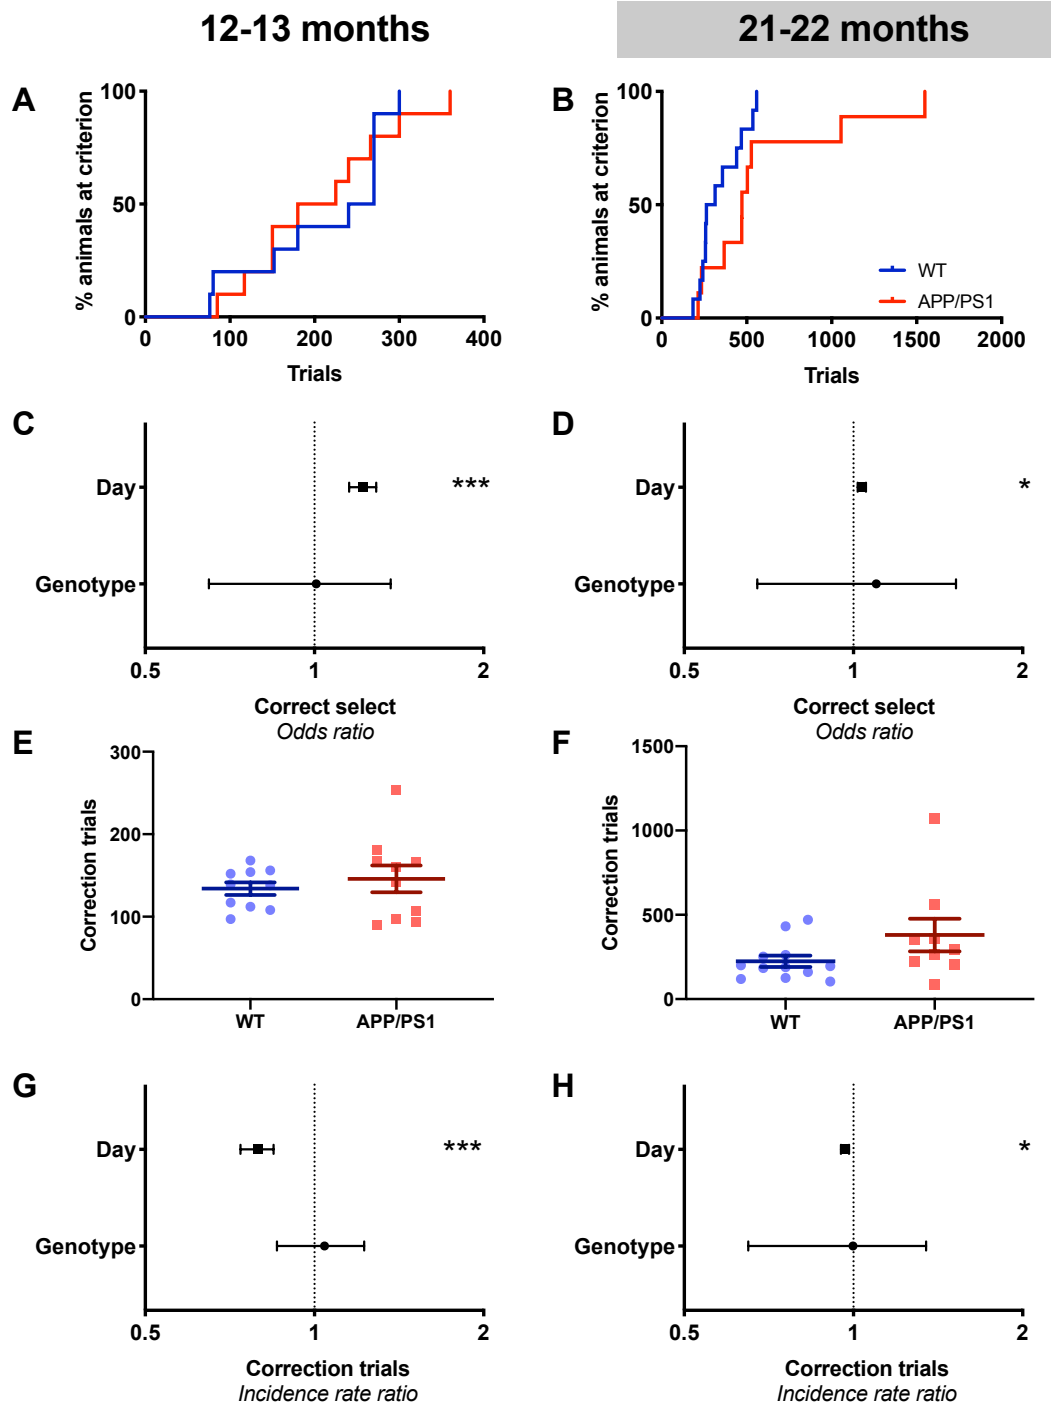 12-13 months
21-22 months
A
% animals at criterion
100
50
0
0
100
200
300
400
Trials
B
% animals at criterion
100
50
0
0
500
1000
1500
2000
Trials
WT
APP/PS1
C
Day
***
Genotype
0.5
1
2
Correct select
Odds ratio
D
Day
*
Genotype
0.5
1
2
Correct select
Odds ratio
E
Correction trials
300
200
100
0
WT
APP/PS1
F
Correction trials
1500
1000
500
0
WT
APP/PS1
G
Day
***
Genotype
0.5
1
2
Correction trials
Incidence rate ratio
H
Day
*
Genotype
0.5
1
2
Correction trials
Incidence rate ratio